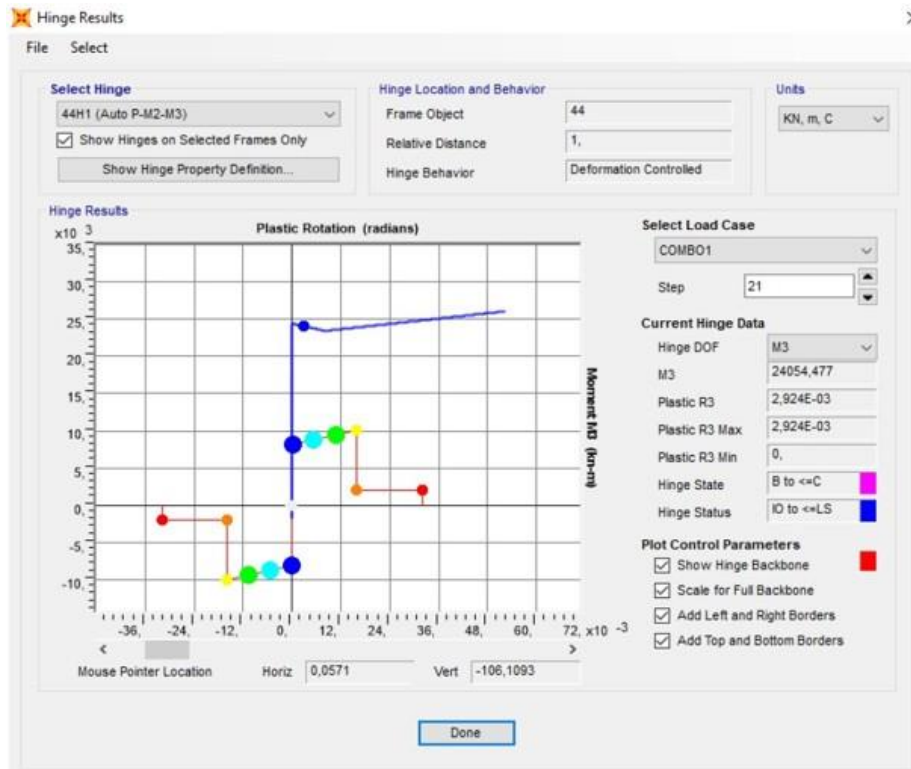 Hinge Results
File Select
Select Hinge
44H1 (Auto P-M2-M3)
Show Hinges on Selected Frames Only
Show Hinge Property Definition...
Hinge Location and Behavior
Frame Object 44
Relative Distance 1,
Hinge Behavior Deformation Controlled
Units
KN, m, C
Hinge Results
x10 3
Plastic Rotation (radians)
35,
30,
25,
20,
15,
10,
5,
0,
-5,
-10,
-36, -24, -12, 0, 12, 24, 36, 48, 60, 72, x10 -3
Moment M3 (kn-m)
Mouse Pointer Location Horiz 0,0571 Vert -106,1093
Select Load Case
COMBO1
Step 21
Current Hinge Data
Hinge DOF M3
M3 24054,477
Plastic R3 2,924E-03
Plastic R3 Max 2,924E-03
Plastic R3 Min 0,
Hinge State B to <=C
Hinge Status IO to <=LS
Plot Control Parameters
Show Hinge Backbone
Scale for Full Backbone
Add Left and Right Borders
Add Top and Bottom Borders
Done